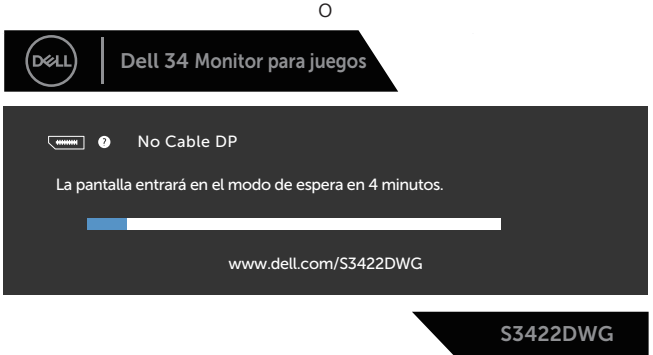 O
DELL
Dell 34 Monitor para juegos
? No Cable DP
La pantalla entrará en el modo de espera en 4 minutos.
www.dell.com/S3422DWG
S3422DWG